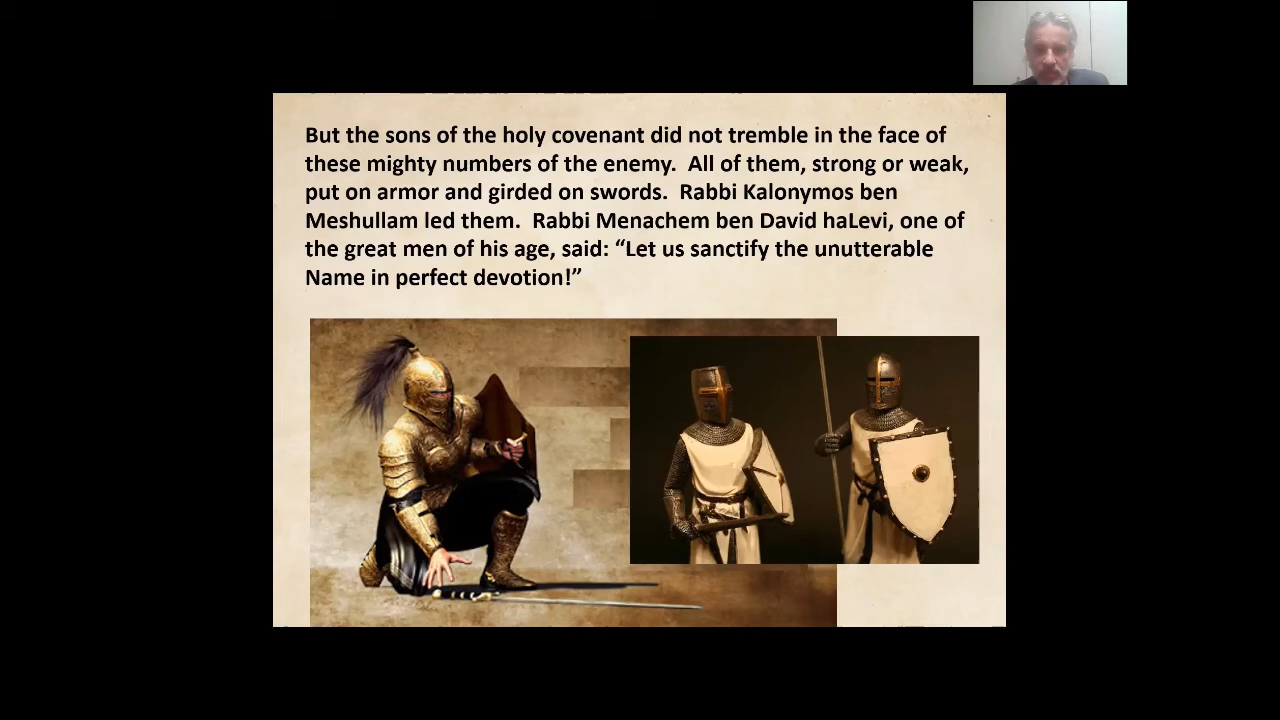 But the sons of the holy covenant did not tremble in the face of
these mighty numbers of the enemy.  All of them, strong or weak,
put on armor and girded on swords.  Rabbi Kalonymos ben
Meshullam led them.  Rabbi Menachem ben David haLevi, one of
the great men of his age, said: “Let us sanctify the unutterable
Name in perfect devotion!”